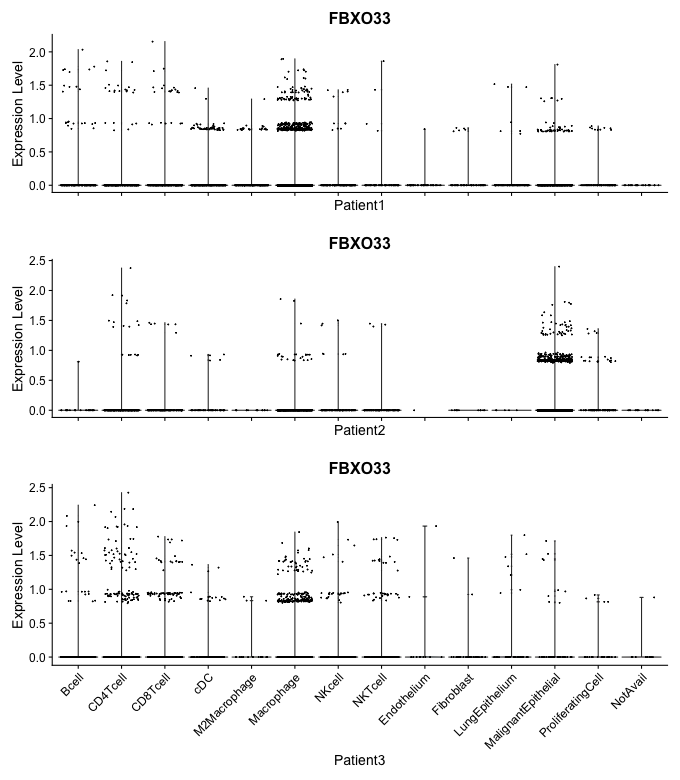 FBXO33
Expression Level
2.0
1.5
1.0
0.5
0.0
Patient1
FBXO33
Expression Level
2.5
2.0
1.5
1.0
0.5
0.0
Patient2
FBXO33
Expression Level
2.5
2.0
1.5
1.0
0.5
0.0
Bcell
CD4Tcell
CD8Tcell
cDC
M2Macrophage
Macrophage
NKcell
NKTcell
Endothelium
Fibroblast
LungEpithelium
MalignantEpithelial
ProliferatingCell
NotAvail
Patient3